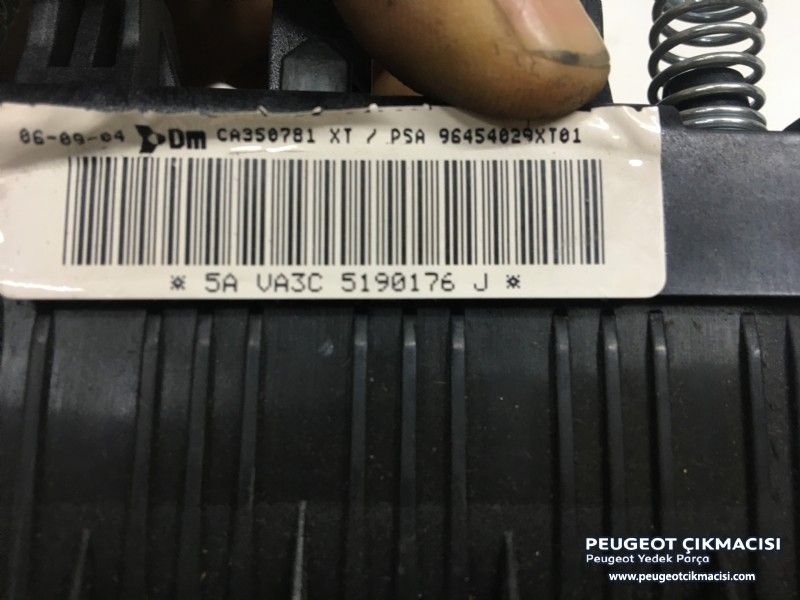 06-09-04 Dm CA350781 XT / PSA 96454029XT01
* 5A VA3C 5190176 J *
PEUGEOT ÇIKMACISI
Peugeot Yedek Parça
www.peugeotcikmacisi.com